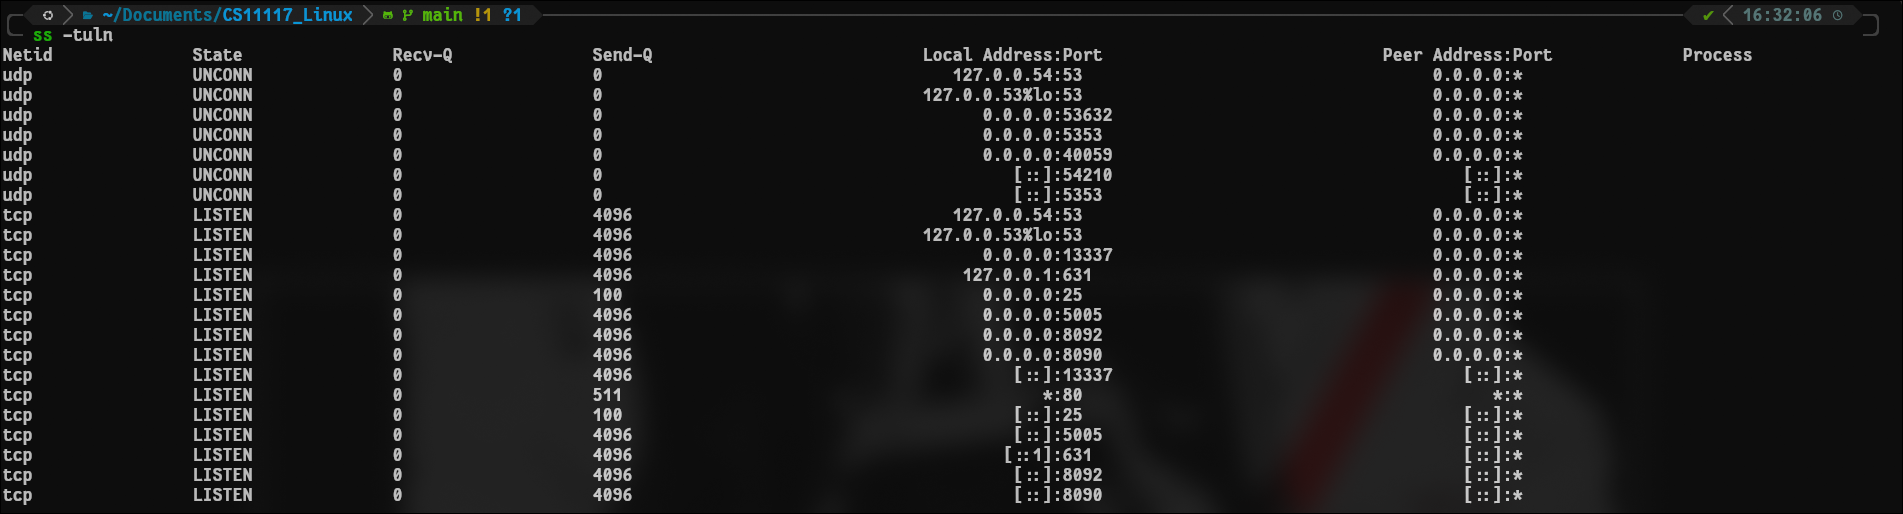 ~/Documents/CS11117_Linux main !1 ?1 ✔ 16:32:06
ss -tuln
Netid State Recv-Q Send-Q Local Address:Port Peer Address:Port Process
udp UNCONN 0 0 127.0.0.54:53 0.0.0.0:*
udp UNCONN 0 0 127.0.0.53%lo:53 0.0.0.0:*
udp UNCONN 0 0 0.0.0.0:53632 0.0.0.0:*
udp UNCONN 0 0 0.0.0.0:5353 0.0.0.0:*
udp UNCONN 0 0 0.0.0.0:40059 0.0.0.0:*
udp UNCONN 0 0 [::]:54210 [::]:*
udp UNCONN 0 0 [::]:5353 [::]:*
tcp LISTEN 0 4096 127.0.0.54:53 0.0.0.0:*
tcp LISTEN 0 4096 127.0.0.53%lo:53 0.0.0.0:*
tcp LISTEN 0 4096 0.0.0.0:13337 0.0.0.0:*
tcp LISTEN 0 4096 127.0.0.1:631 0.0.0.0:*
tcp LISTEN 0 100 0.0.0.0:25 0.0.0.0:*
tcp LISTEN 0 4096 0.0.0.0:5005 0.0.0.0:*
tcp LISTEN 0 4096 0.0.0.0:8092 0.0.0.0:*
tcp LISTEN 0 4096 0.0.0.0:8090 0.0.0.0:*
tcp LISTEN 0 4096 [::]:13337 [::]:*
tcp LISTEN 0 511 *:80 *:*
tcp LISTEN 0 100 [::]:25 [::]:*
tcp LISTEN 0 4096 [::]:5005 [::]:*
tcp LISTEN 0 4096 [::1]:631 [::]:*
tcp LISTEN 0 4096 [::]:8092 [::]:*
tcp LISTEN 0 4096 [::]:8090 [::]:*